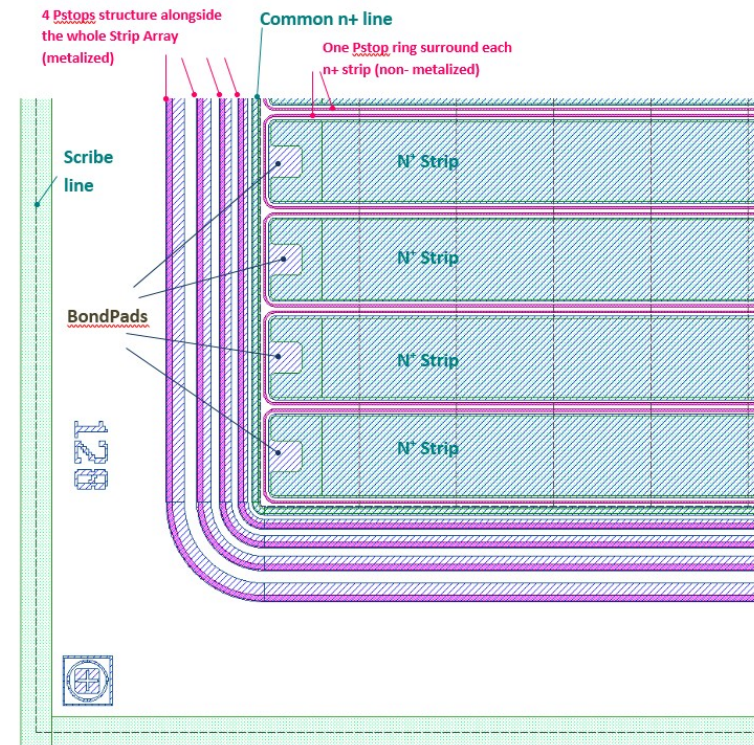 4 Pstops structure alongside
the whole Strip Array
(metalized)
Common n+ line
One Pstop ring surround each
n+ strip (non- metalized)
Scribe
line
N+ Strip
N+ Strip
BondPads
N+ Strip
N+ Strip
128